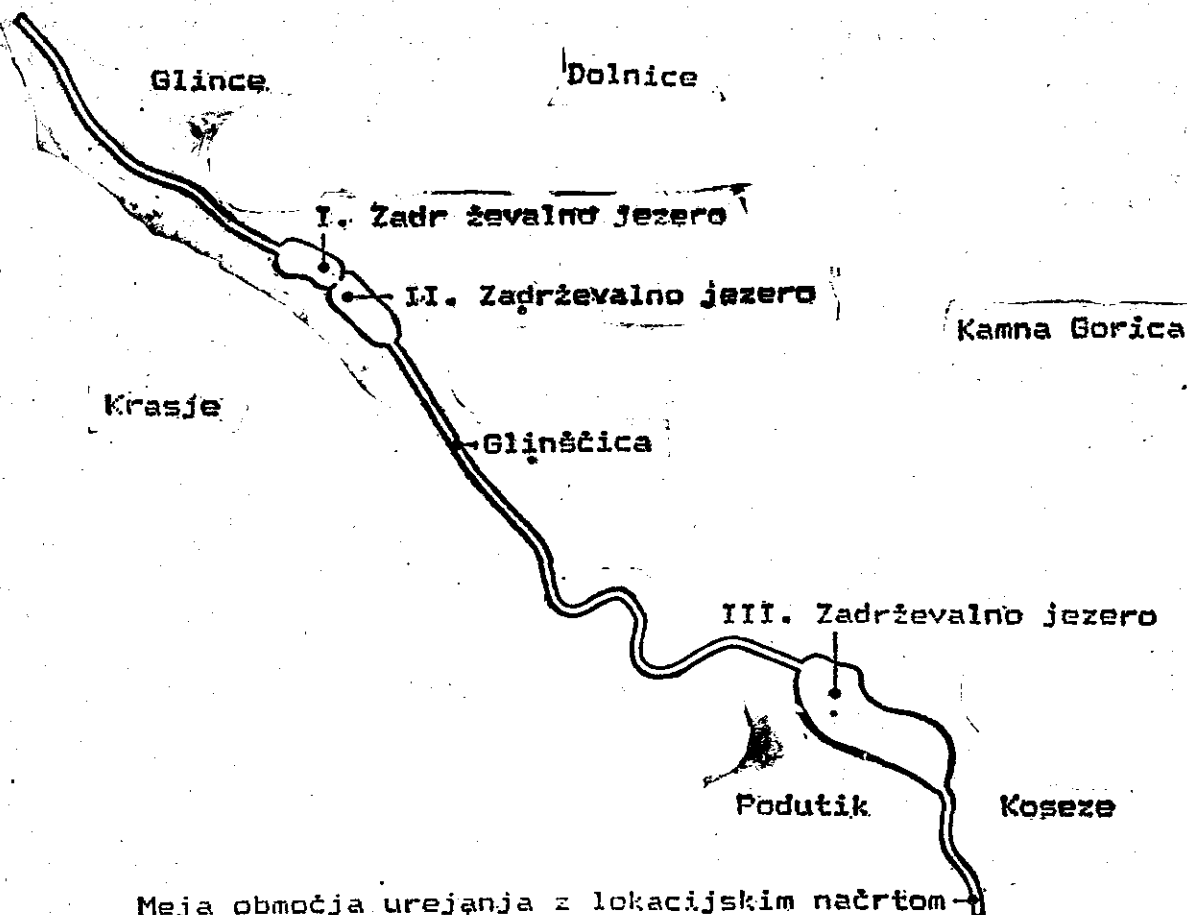 Glince
Dolnice
I. Zadr ževalno jezero
II. Zadrževalno jezero
Kamna Gorica
Krasje
Glinščica
III. Zadrževalno jezero
Podutik
Koseze
Meja območja urejanja z lokacijskim načrtom